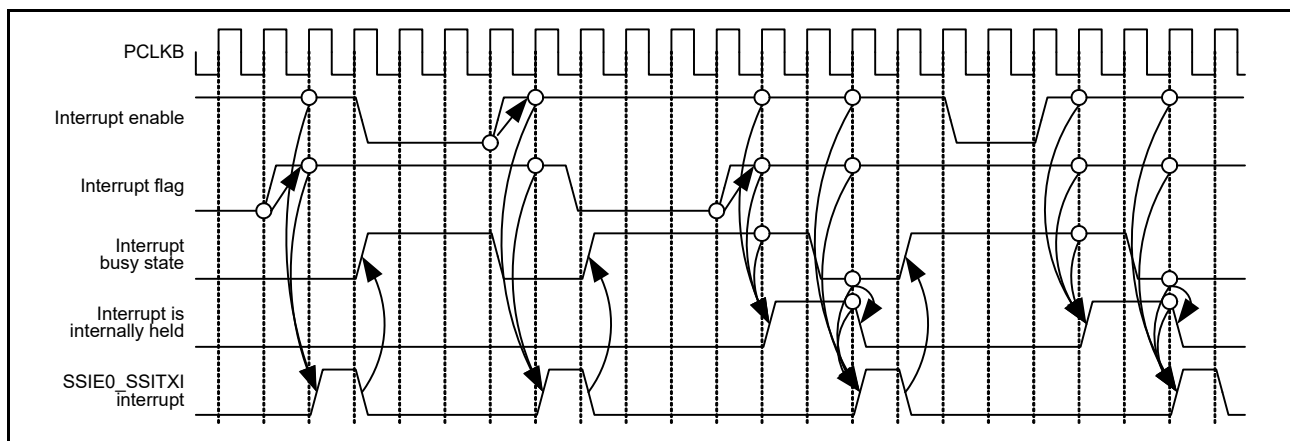 PCLKB
Interrupt enable
Interrupt flag
Interrupt
busy state
Interrupt is
internally held
SSIE0_SSITXI
interrupt